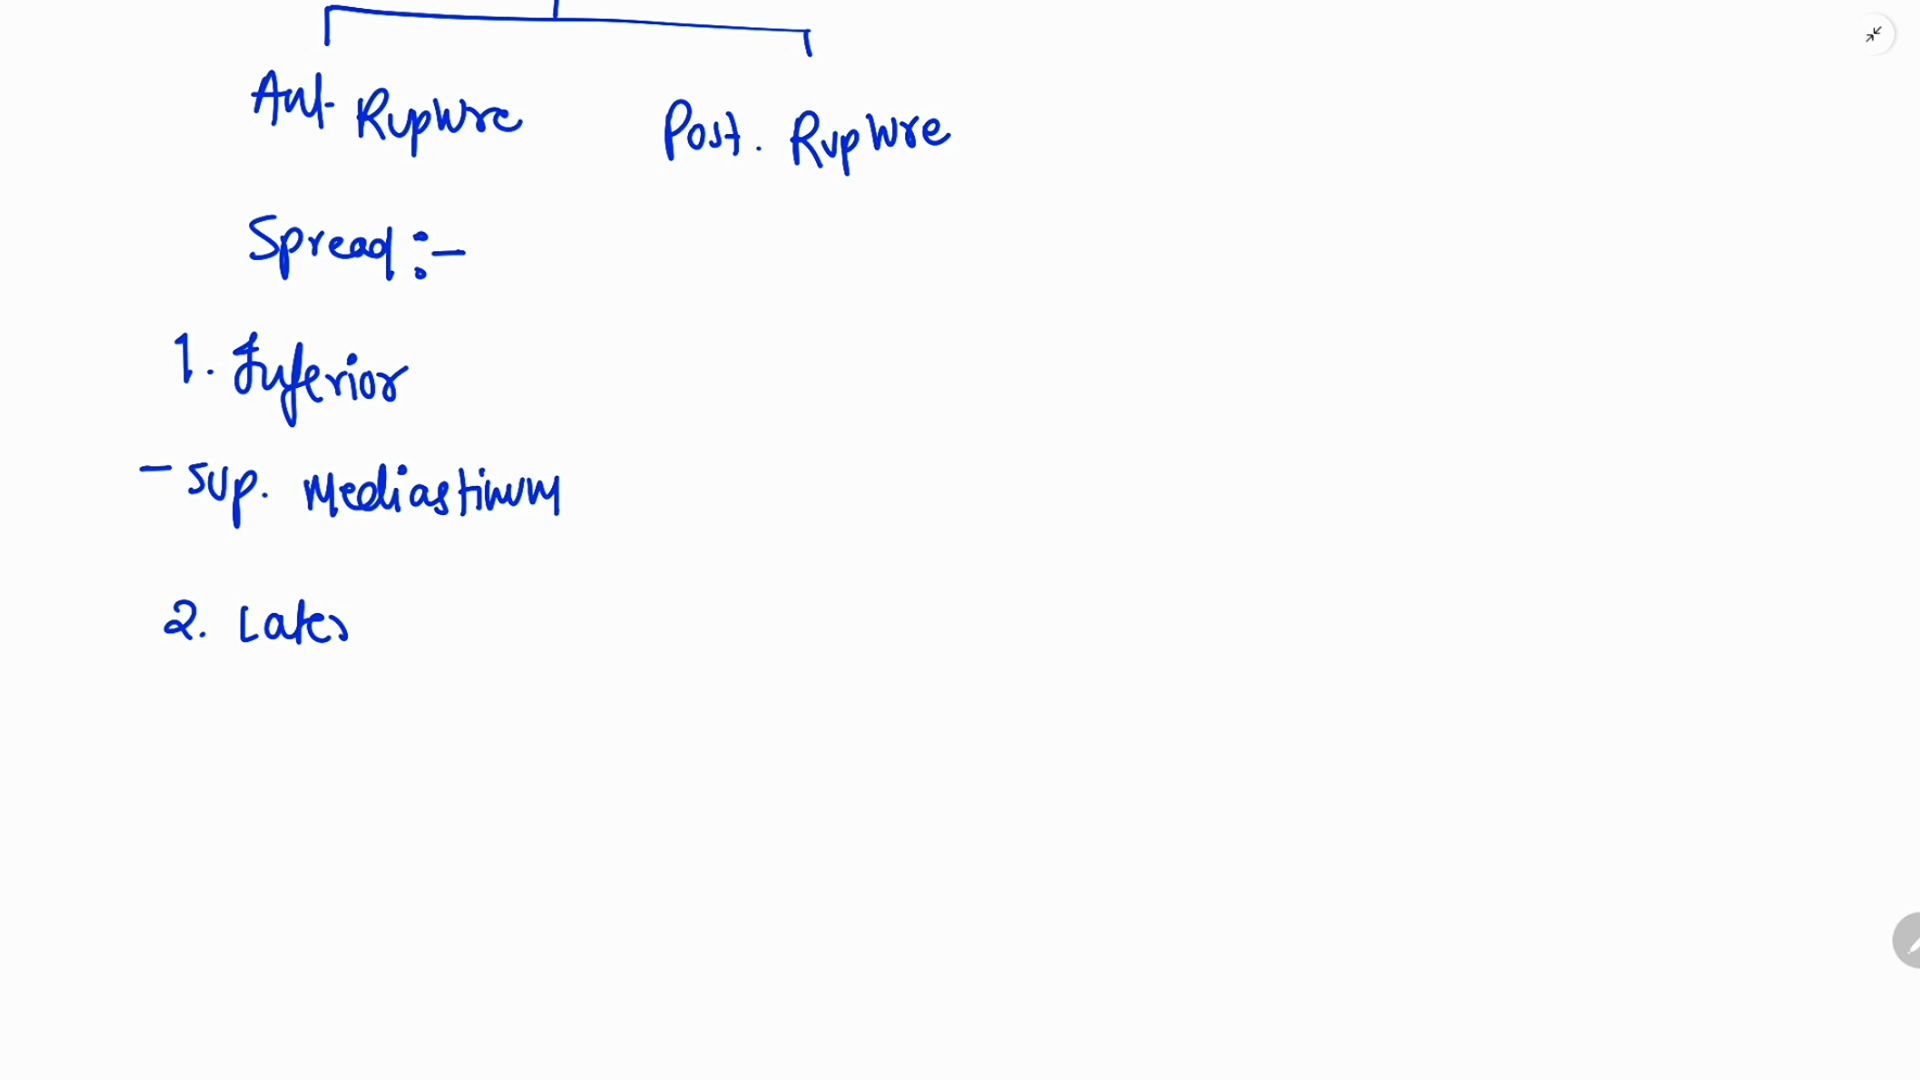 Ant. Rupture Post. Rupture
Spread :-
1. Inferior
- Sup. Mediastinum
2. Later